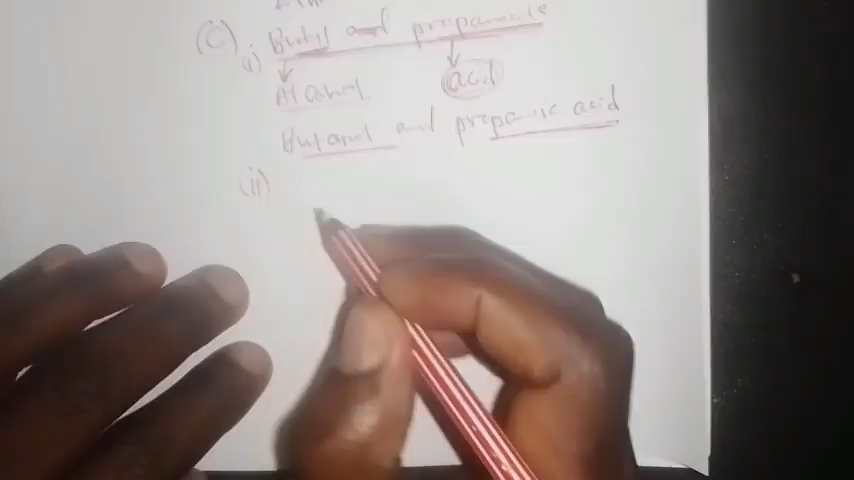 (C) i) Butyl and propanoate
Alcohol. acid
Butanol and propanoic acid
(ii)